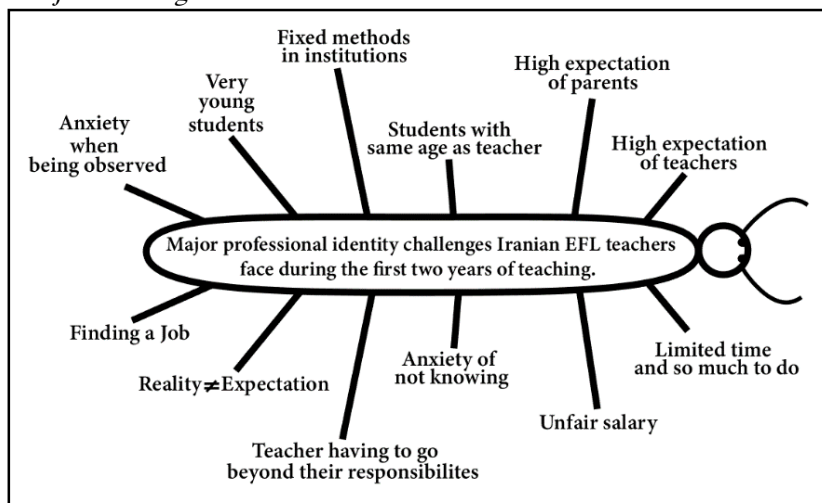 Fixed methods
in institutions
High expectation
of parents
Very
young
students
Anxiety
when
being observed
Students with
same age as teacher
High expectation
of teachers
Major professional identity challenges Iranian EFL teachers
face during the first two years of teaching.
Finding a Job
Reality≠Expectation
Anxiety of
not knowing
Limited time
and so much to do
Unfair salary
Teacher having to go
beyond their responsibilites